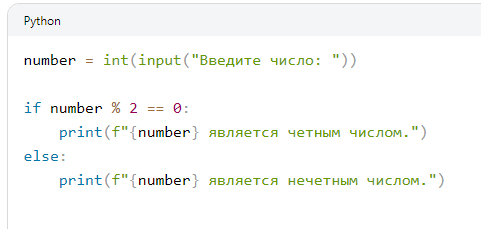 Python
number = int(input("Введите число: "))
if number % 2 == 0:
    print(f"{number} является четным числом.")
else:
    print(f"{number} является нечетным числом.")